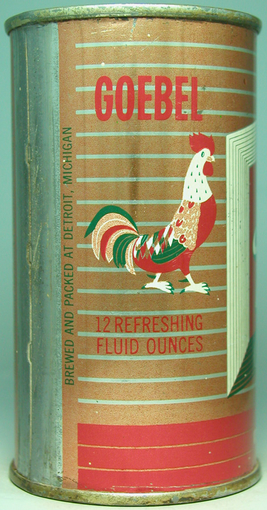 GOEBEL
12 REFRESHING
FLUID OUNCES
BREWED AND PACKED AT DETROIT, MICHIGAN